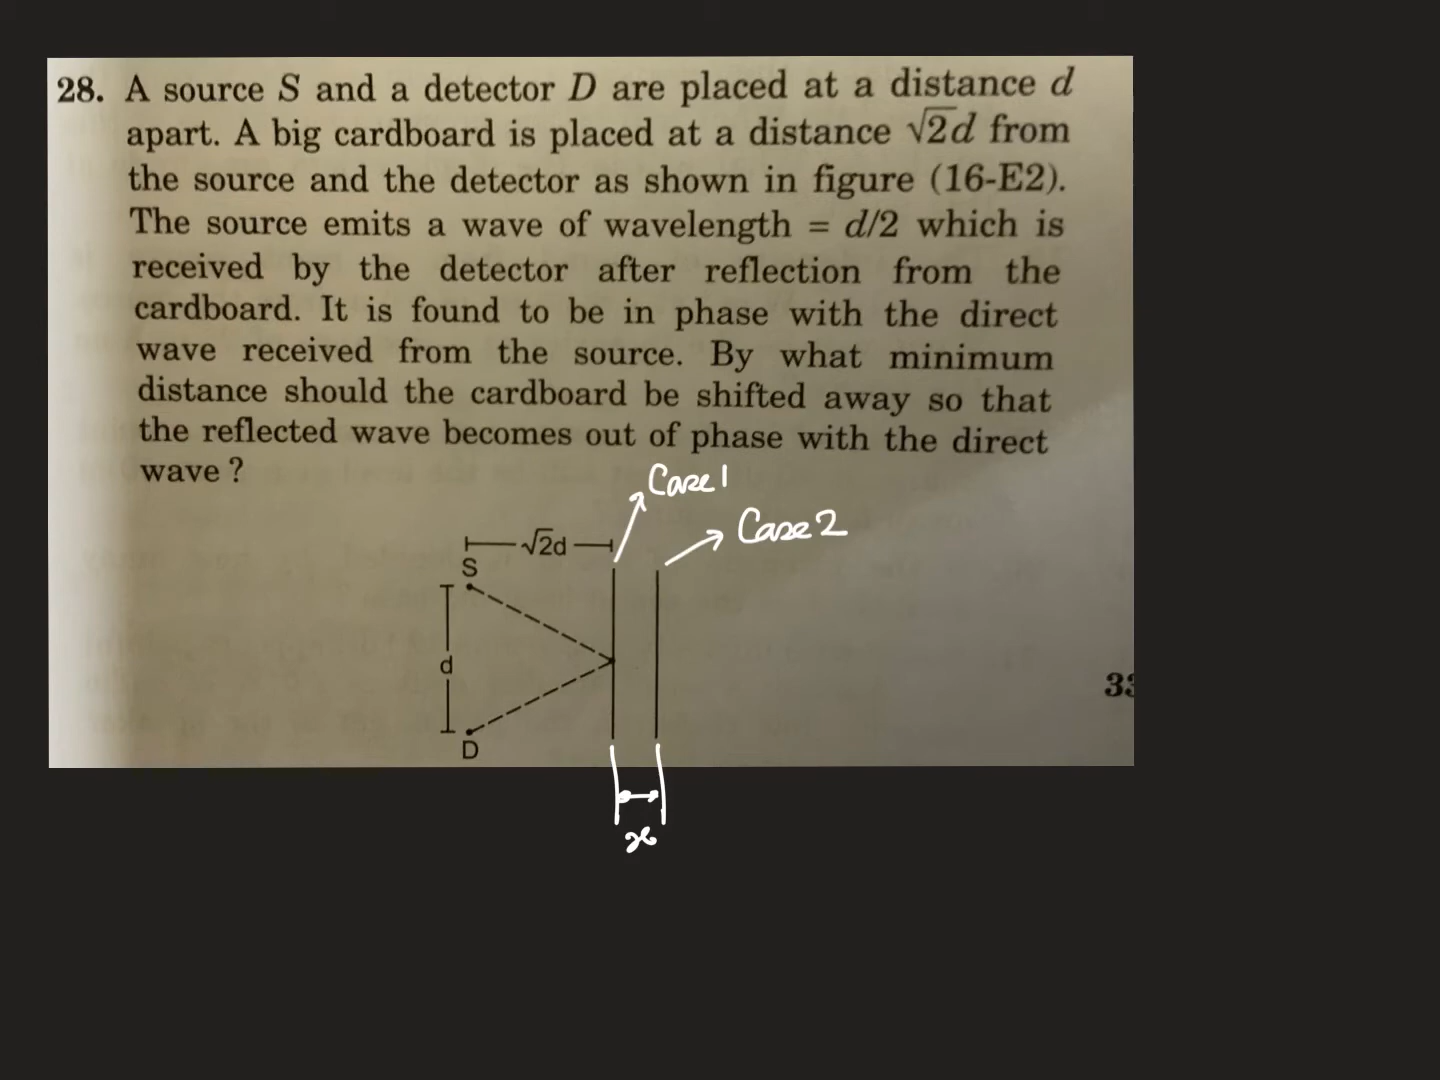 28. A source S and a detector D are placed at a distance d
apart. A big cardboard is placed at a distance √2d from
the source and the detector as shown in figure (16-E2).
The source emits a wave of wavelength = d/2 which is
received by the detector after reflection from the
cardboard. It is found to be in phase with the direct
wave received from the source. By what minimum
distance should the cardboard be shifted away so that
the reflected wave becomes out of phase with the direct
wave ?
Case 1
Case 2
√2d
S
d
D
x